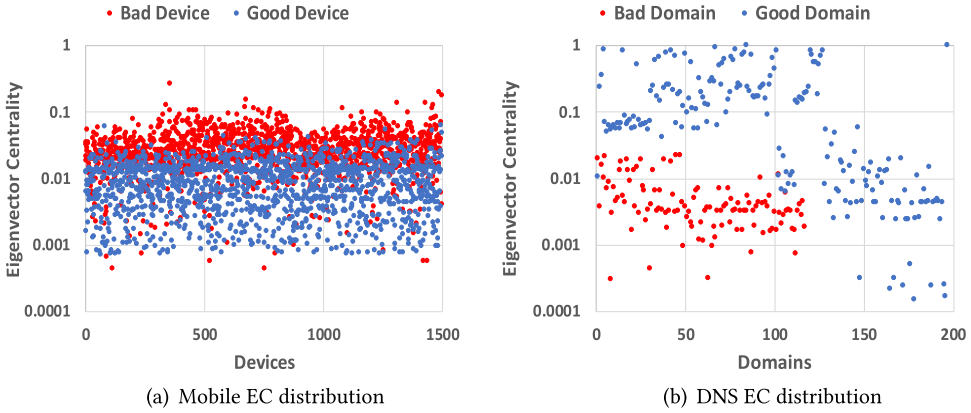 Bad Device Good Device
Eigenvector Centrality
1
0.1
0.01
0.001
0.0001
0 500 1000 1500
Devices
(a) Mobile EC distribution
Bad Domain Good Domain
Eigenvector Centrality
1
0.1
0.01
0.001
0.0001
0 50 100 150 200
Domains
(b) DNS EC distribution